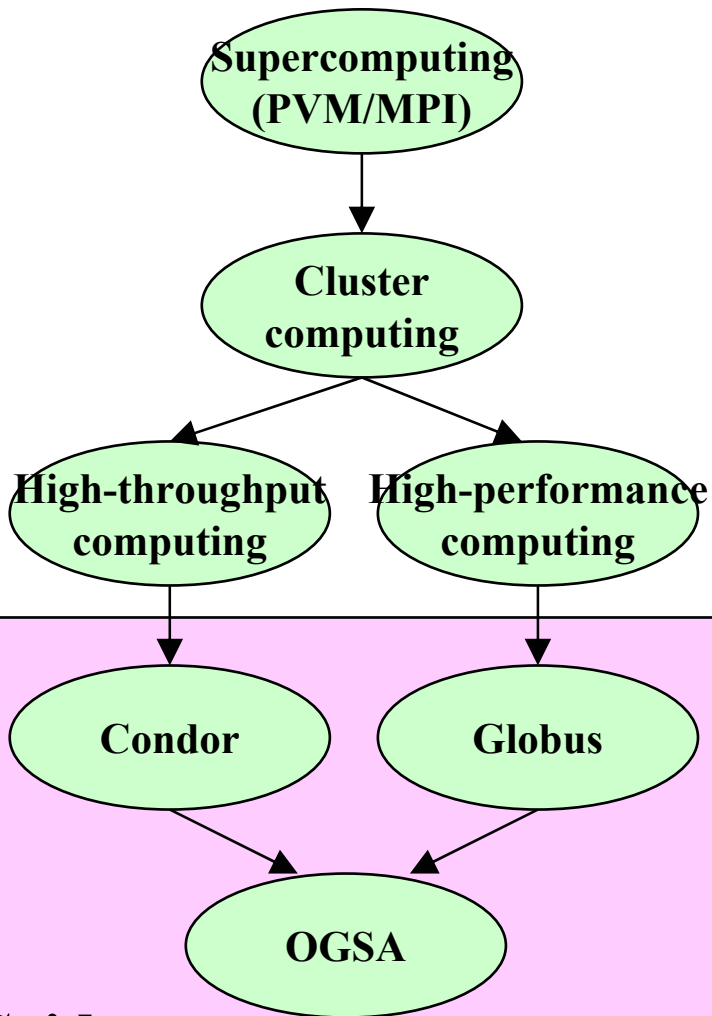 Supercomputing
(PVM/MPI)
Cluster
computing
High-throughput
computing
High-performance
computing
Condor
Globus
OGSA